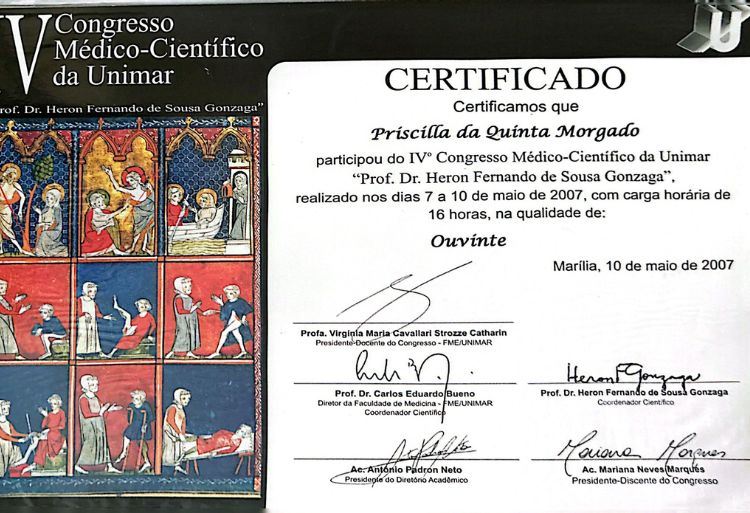 IV Congresso
Médico-Científico
da Unimar
Prof. Dr. Heron Fernando de Sousa Gonzaga”
U
CERTIFICADO
Certificamos que
Priscilla da Quinta Morgado
participou do IVº Congresso Médico-Científico da Unimar
“Prof. Dr. Heron Fernando de Sousa Gonzaga”,
realizado nos dias 7 a 10 de maio de 2007, com carga horária de
16 horas, na qualidade de:
Ouvinte
Marília, 10 de maio de 2007
Profa. Virgínia Maria Cavallari Strozze Catharin
Presidente-Docente do Congresso - FME/UNIMAR
Prof. Dr. Carlos Eduardo Bueno
Diretor da Faculdade de Medicina - FME/UNIMAR
Coordenador Científico
Heron F Gonzaga
Prof. Dr. Heron Fernando de Sousa Gonzaga
Coordenador Científico
Ac. Antônio Padron Neto
Presidente do Diretório Acadêmico
Mariana Marques
Ac. Mariana Neves Marques
Presidente-Discente do Congresso